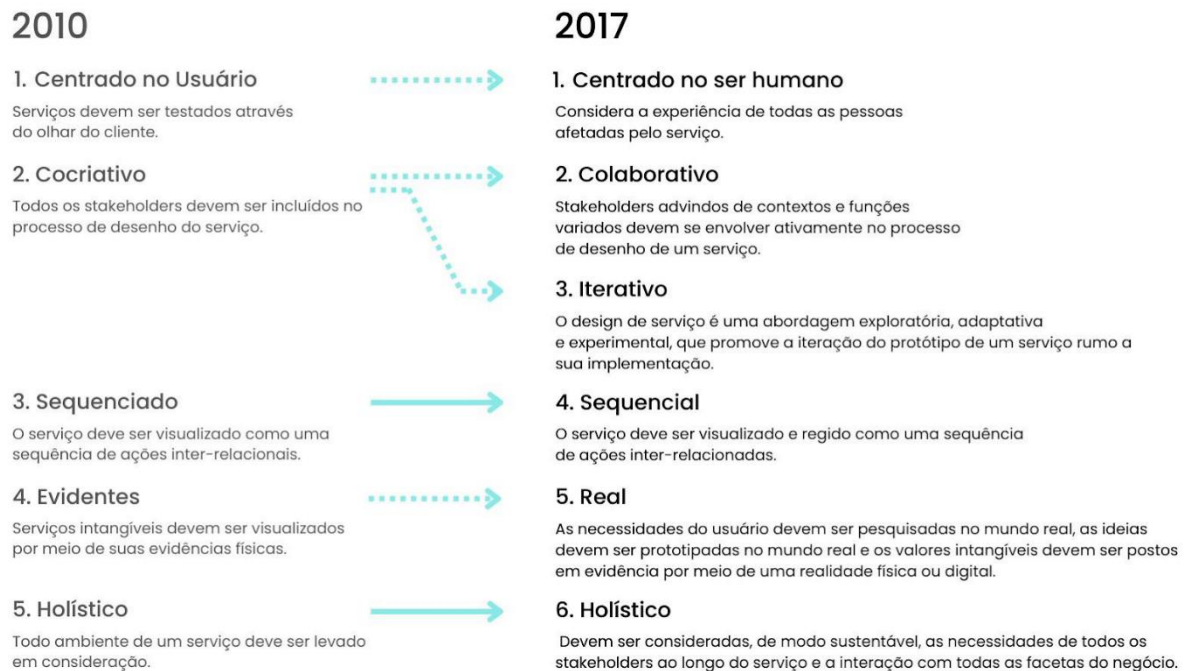 2010
1. Centrado no Usuário
Serviços devem ser testados através
do olhar do cliente.
2. Cocriativo
Todos os stakeholders devem ser incluídos no
processo de desenho do serviço.
3. Sequenciado
O serviço deve ser visualizado como uma
sequência de ações inter-relacionais.
4. Evidentes
Serviços intangíveis devem ser visualizados
por meio de suas evidências físicas.
5. Holístico
Todo ambiente de um serviço deve ser levado
em consideração.
2017
1. Centrado no ser humano
Considera a experiência de todas as pessoas
afetadas pelo serviço.
2. Colaborativo
Stakeholders advindos de contextos e funções
variados devem se envolver ativamente no processo
de desenho de um serviço.
3. Iterativo
O design de serviço é uma abordagem exploratória, adaptativa
e experimental, que promove a iteração do protótipo de um serviço rumo a
sua implementação.
4. Sequencial
O serviço deve ser visualizado e regido como uma sequência
de ações inter-relacionadas.
5. Real
As necessidades do usuário devem ser pesquisadas no mundo real, as ideias
devem ser prototipadas no mundo real e os valores intangíveis devem ser postos
em evidência por meio de uma realidade física ou digital.
6. Holístico
Devem ser consideradas, de modo sustentável, as necessidades de todos os
stakeholders ao longo do serviço e a interação com todas as facetas do negócio.